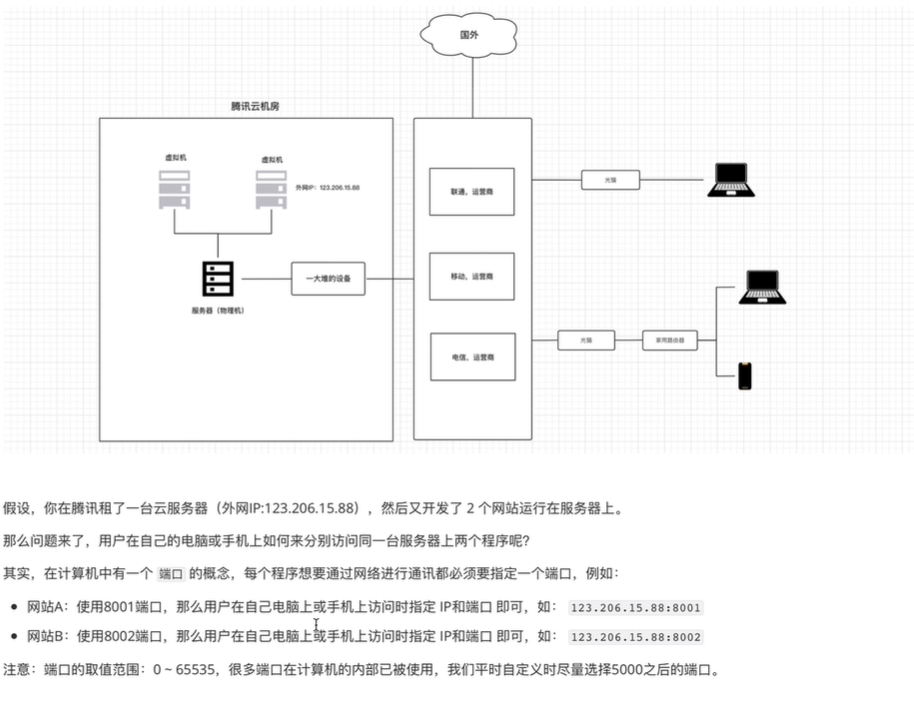 国外
腾讯云机房
虚拟机
虚拟机
外网IP：123.206.15.88
联通，运营商
光猫
一大堆的设备
移动，运营商
服务器（物理机）
电信，运营商
光猫
家用路由器
假设，你在腾讯租了一台云服务器（外网IP:123.206.15.88），然后又开发了 2 个网站运行在服务器上。
那么问题来了，用户在自己的电脑或手机上如何来分别访问同一台服务器上两个程序呢？
其实，在计算机中有一个 端口 的概念，每个程序想要通过网络进行通讯都必须要指定一个端口，例如：
网站A：使用8001端口，那么用户在自己电脑上或手机上访问时指定 IP和端口 即可，如： 123.206.15.88:8001
网站B：使用8002端口，那么用户在自己电脑上或手机上访问时指定 IP和端口 即可，如： 123.206.15.88:8002
注意：端口的取值范围：0 ~ 65535，很多端口在计算机的内部已被使用，我们平时自定义时尽量选择5000之后的端口。